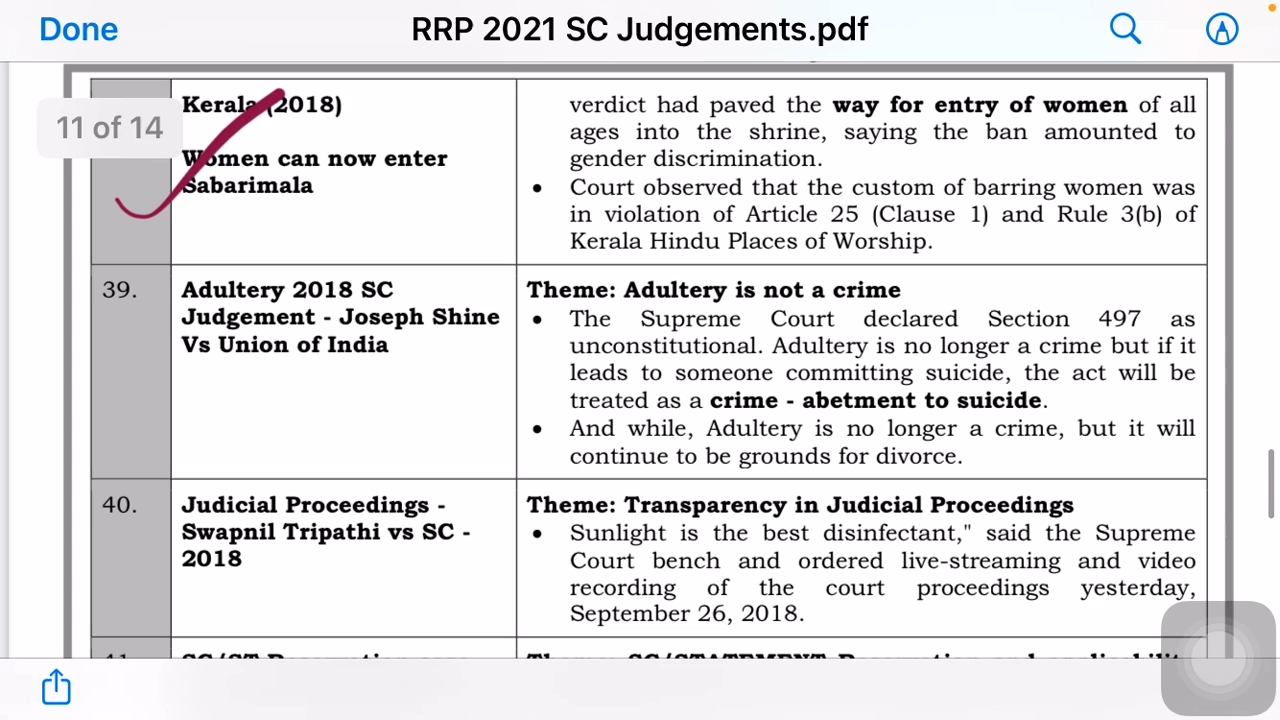 Done
RRP 2021 SC Judgements.pdf
11 of 14
Kerala (2018)
Women can now enter
Sabarimala
verdict had paved the way for entry of women of all
ages into the shrine, saying the ban amounted to
gender discrimination.
• Court observed that the custom of barring women was
in violation of Article 25 (Clause 1) and Rule 3(b) of
Kerala Hindu Places of Worship.
39.
Adultery 2018 SC
Judgement - Joseph Shine
Vs Union of India
Theme: Adultery is not a crime
• The Supreme Court declared Section 497 as
unconstitutional. Adultery is no longer a crime but if it
leads to someone committing suicide, the act will be
treated as a crime - abetment to suicide.
• And while, Adultery is no longer a crime, but it will
continue to be grounds for divorce.
40.
Judicial Proceedings -
Swapnil Tripathi vs SC -
2018
Theme: Transparency in Judicial Proceedings
• Sunlight is the best disinfectant," said the Supreme
Court bench and ordered live-streaming and video
recording of the court proceedings yesterday,
September 26, 2018.